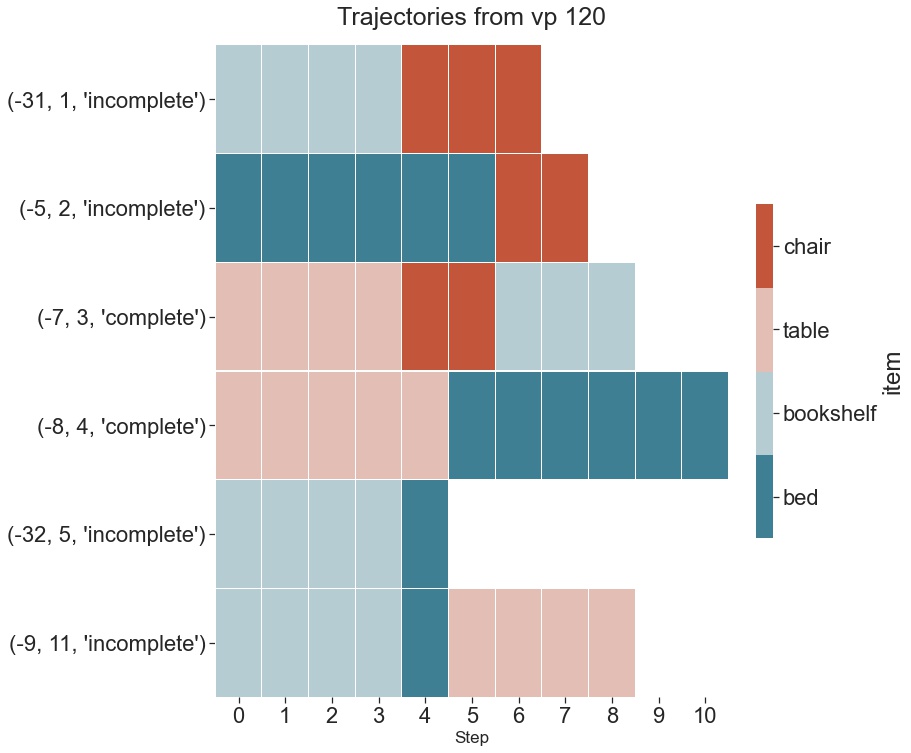 Trajectories from vp 120
(-31, 1, 'incomplete')
(-5, 2, 'incomplete')
(-7, 3, 'complete')
(-8, 4, 'complete')
(-32, 5, 'incomplete')
(-9, 11, 'incomplete')
0 1 2 3 4 5 6 7 8 9 10
Step
chair
table
bookshelf
bed
item